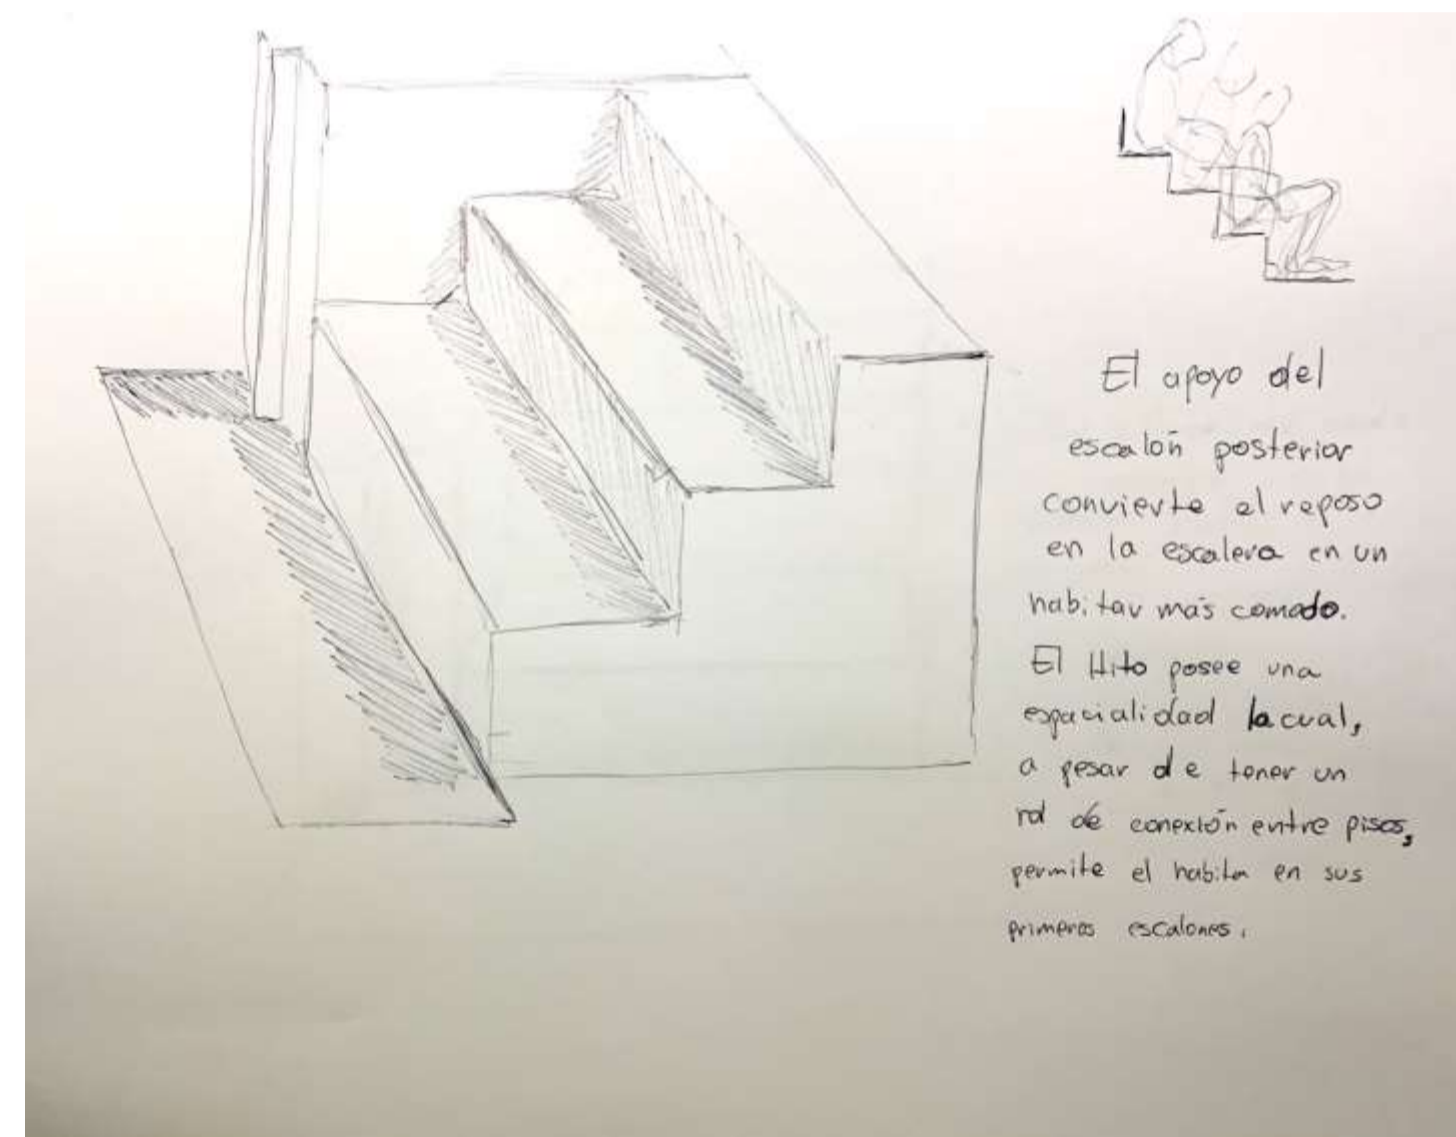 El apoyo del
escalón posterior
convierte el reposo
en la escalera en un
habitar más comodo.
El Hito posee una
espacialidad la cual,
a pesar de tener un
rol de conexión entre pisos,
permite el habitar en sus
primeros escalones.